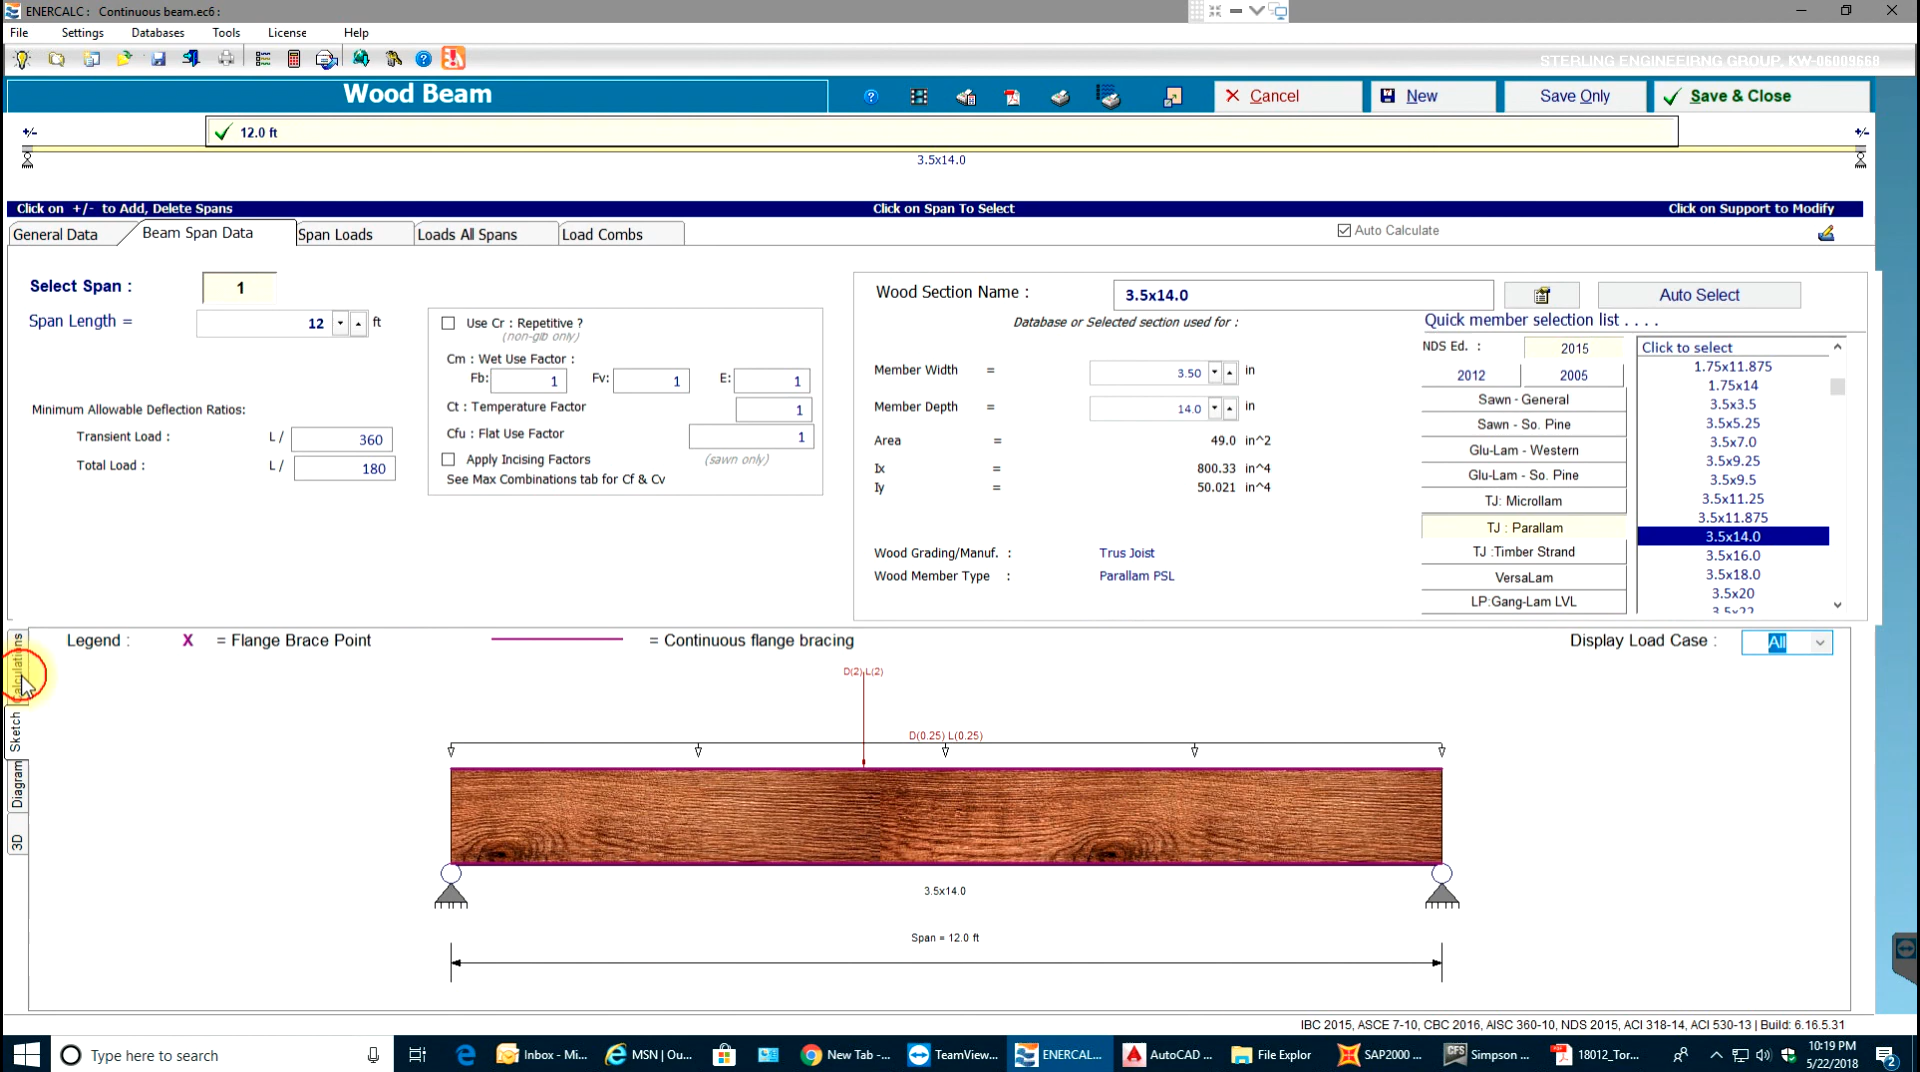 ENERCALC : Continuous beam.ec6 :
File Settings Databases Tools License Help
STERLING ENGINEEIRNG GROUP, KW-06009668
Wood Beam
Cancel New Save Only Save & Close
+/- 12.0 ft +/-
3.5x14.0
Click on +/- to Add, Delete Spans Click on Span To Select Click on Support to Modify
General Data Beam Span Data Span Loads Loads All Spans Load Combs Auto Calculate
Select Span : 1
Span Length = 12 ft
Minimum Allowable Deflection Ratios:
Transient Load : L / 360
Total Load : L / 180
Use Cr : Repetitive ?
(non-glb only)
Cm : Wet Use Factor :
Fb: 1 Fv: 1 E: 1
Ct : Temperature Factor 1
Cfu : Flat Use Factor 1
Apply Incising Factors (sawn only)
See Max Combinations tab for Cf & Cv
Wood Section Name : 3.5x14.0 Auto Select
Database or Selected section used for :
Member Width = 3.50 in
Member Depth = 14.0 in
Area = 49.0 in^2
Ix = 800.33 in^4
Iy = 50.021 in^4
Wood Grading/Manuf. : Trus Joist
Wood Member Type : Parallam PSL
Quick member selection list . . . .
NDS Ed. : 2015
2012 2005
Sawn - General
Sawn - So. Pine
Glu-Lam - Western
Glu-Lam - So. Pine
TJ: Microllam
TJ : Parallam
TJ :Timber Strand
VersaLam
LP:Gang-Lam LVL
Click to select
1.75x11.875
1.75x14
3.5x3.5
3.5x5.25
3.5x7.0
3.5x9.25
3.5x9.5
3.5x11.25
3.5x11.875
3.5x14.0
3.5x16.0
3.5x18.0
3.5x20
3.5x22
Calculations
Sketch
Diagram
3D
Legend : X = Flange Brace Point = Continuous flange bracing Display Load Case : All
D(2) L(2)
D(0.25) L(0.25)
3.5x14.0
Span = 12.0 ft
IBC 2015, ASCE 7-10, CBC 2016, AISC 360-10, NDS 2015, ACI 318-14, ACI 530-13 | Build: 6.16.5.31
Type here to search Inbox - Mi... MSN | Ou... New Tab -... TeamView... ENERCAL... AutoCAD ... File Explor SAP2000 ... CFS Simpson ... 18012_Tor...
10:19 PM
5/22/2018
2